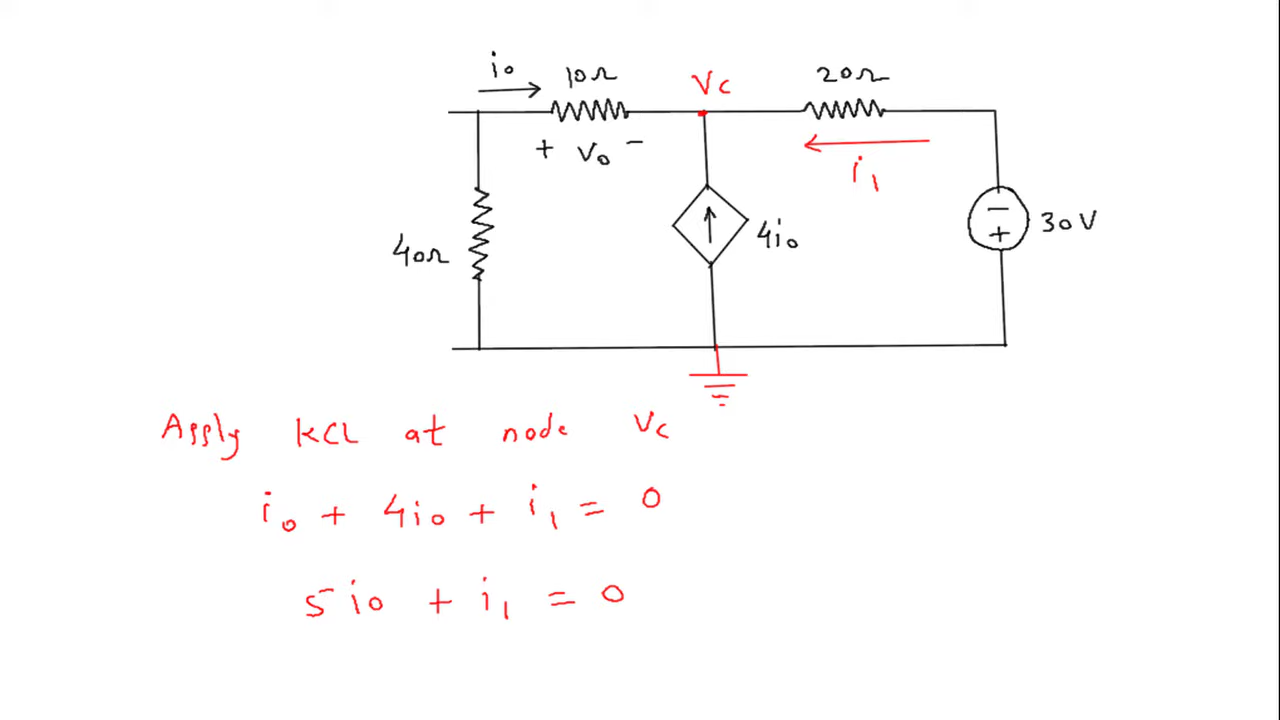 i0 10Ω Vc 20Ω
+ V0 -
i1
40Ω 4i0 - + 30V
Apply KCL at node Vc
i0 + 4i0 + i1 = 0
5i0 + i1 = 0